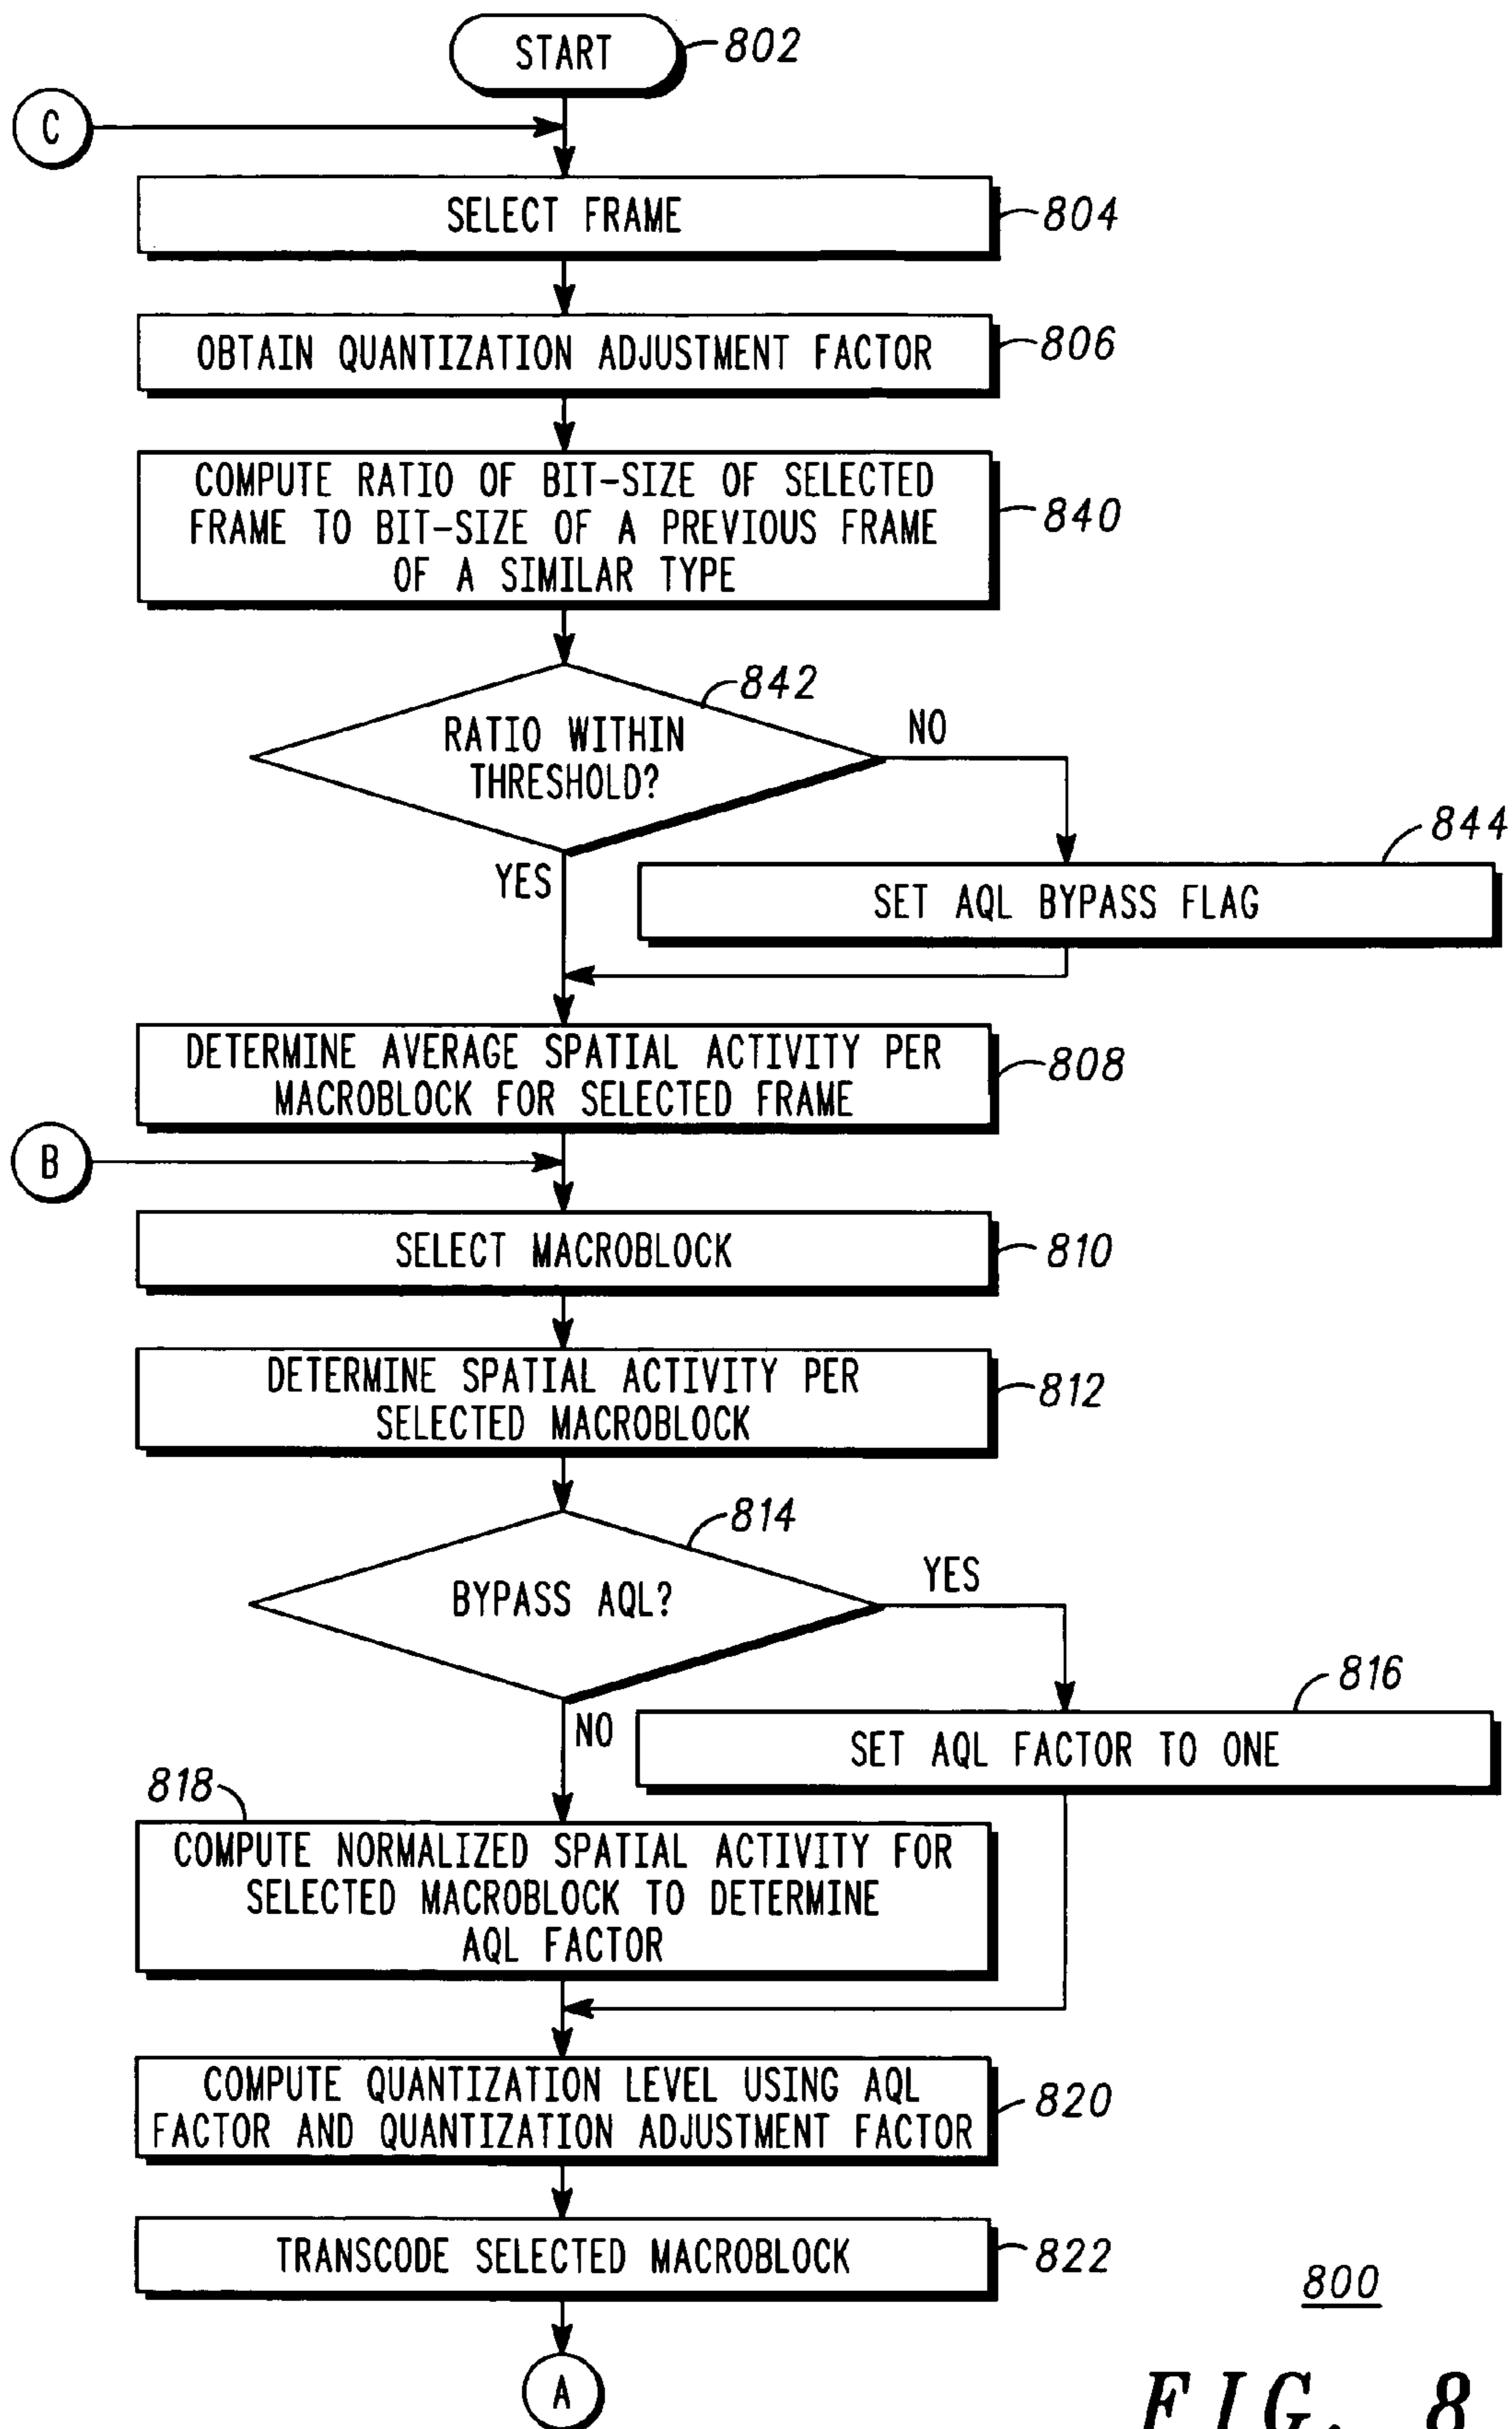 START
802
C
SELECT FRAME
804
OBTAIN QUANTIZATION ADJUSTMENT FACTOR
806
COMPUTE RATIO OF BIT-SIZE OF SELECTED
FRAME TO BIT-SIZE OF A PREVIOUS FRAME
OF A SIMILAR TYPE
840
842
RATIO WITHIN
THRESHOLD?
NO
YES
844
SET AQL BYPASS FLAG
DETERMINE AVERAGE SPATIAL ACTIVITY PER
MACROBLOCK FOR SELECTED FRAME
808
B
SELECT MACROBLOCK
810
DETERMINE SPATIAL ACTIVITY PER
SELECTED MACROBLOCK
812
814
BYPASS AQL?
YES
NO
816
SET AQL FACTOR TO ONE
818
COMPUTE NORMALIZED SPATIAL ACTIVITY FOR
SELECTED MACROBLOCK TO DETERMINE
AQL FACTOR
COMPUTE QUANTIZATION LEVEL USING AQL
FACTOR AND QUANTIZATION ADJUSTMENT FACTOR
820
TRANSCODE SELECTED MACROBLOCK
822
800
A
FIG. 8